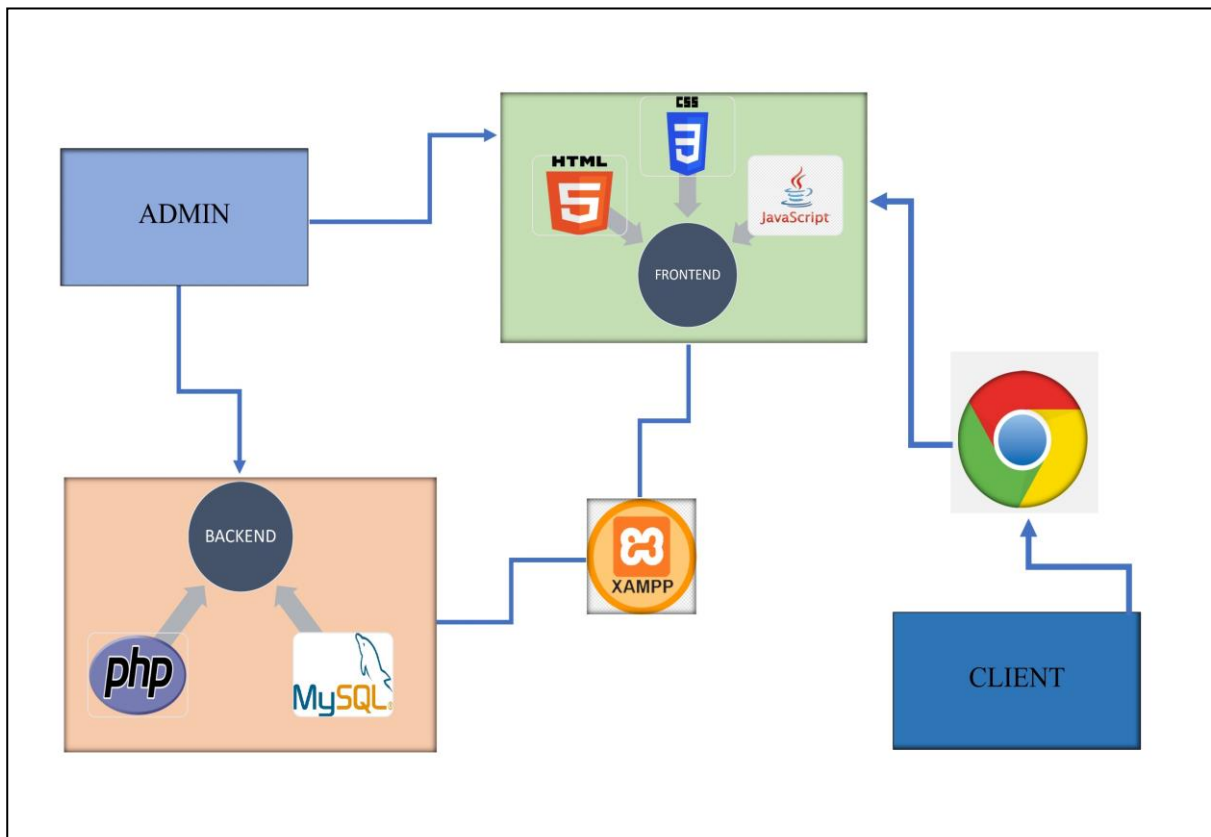 CSS
HTML
JavaScript
ADMIN
FRONTEND
BACKEND
XAMPP
php
MySQL
CLIENT